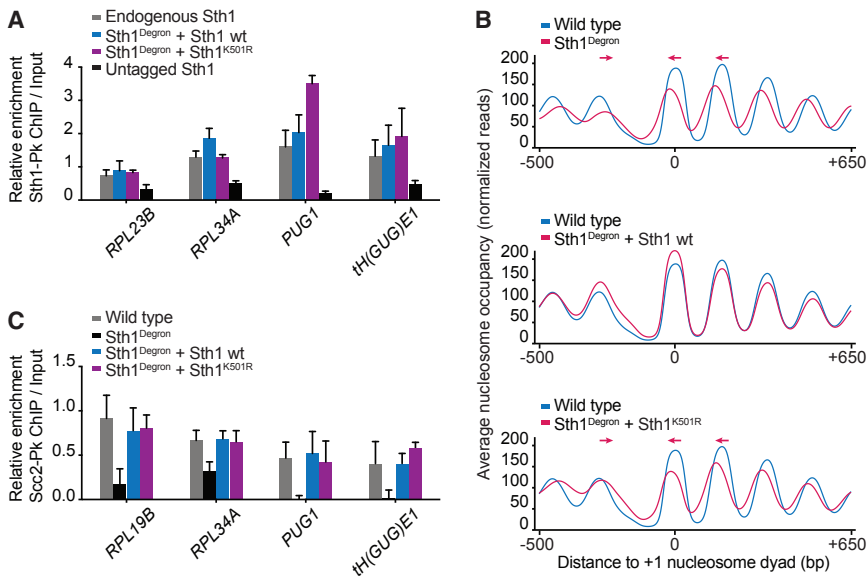 A
Endogenous Sth1
Sth1Degron + Sth1 wt
Sth1Degron + Sth1K501R
Untagged Sth1
Relative enrichment
Sth1-Pk ChIP / Input
4
3
2
1
0
RPL23B
RPL34A
PUG1
tH(GUG)E1
C
Wild type
Sth1Degron
Sth1Degron + Sth1 wt
Sth1Degron + Sth1K501R
Relative enrichment
Scc2-Pk ChIP / Input
1.5
1.0
0.5
0.0
RPL19B
RPL34A
PUG1
tH(GUG)E1
B
Average nucleosome occupancy (normalized reads)
Wild type
Sth1Degron
200
150
100
50
0
-500
0
+650
Wild type
Sth1Degron + Sth1 wt
200
150
100
50
0
-500
0
+650
Wild type
Sth1Degron + Sth1K501R
200
150
100
50
0
-500
0
+650
Distance to +1 nucleosome dyad (bp)